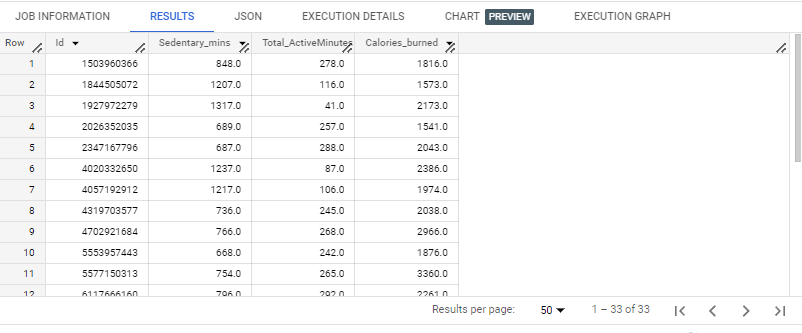 JOB INFORMATION RESULTS JSON EXECUTION DETAILS CHART PREVIEW EXECUTION GRAPH
Row Id Sedentary_mins Total_ActiveMinutes Calories_burned
1 1503960366 848.0 278.0 1816.0
2 1844505072 1207.0 116.0 1573.0
3 1927972279 1317.0 41.0 2173.0
4 2026352035 689.0 257.0 1541.0
5 2347167796 687.0 288.0 2043.0
6 4020332650 1237.0 87.0 2386.0
7 4057192912 1217.0 106.0 1974.0
8 4319703577 736.0 245.0 2038.0
9 4702921684 766.0 268.0 2966.0
10 5553957443 668.0 242.0 1876.0
11 5577150313 754.0 265.0 3360.0
12 6117666160 796.0 292.0 2261.0
Results per page: 50 1 – 33 of 33